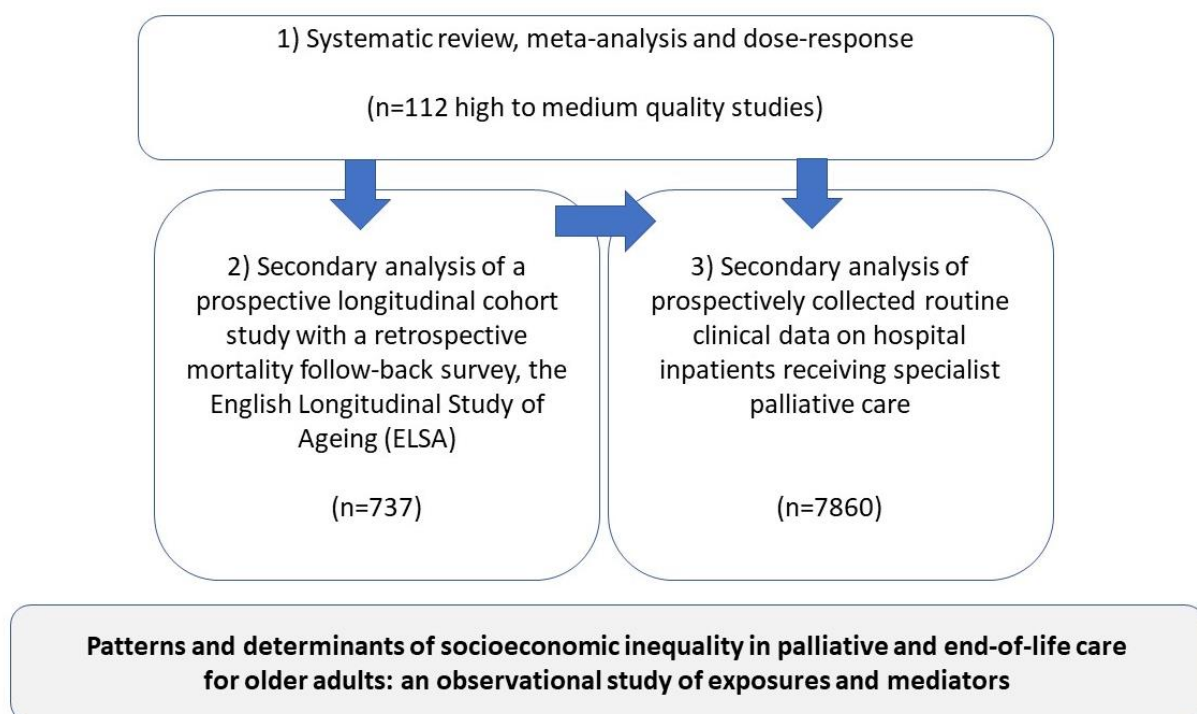 1) Systematic review, meta-analysis and dose-response
(n=112 high to medium quality studies)
2) Secondary analysis of a
prospective longitudinal cohort
study with a retrospective
mortality follow-back survey, the
English Longitudinal Study of
Ageing (ELSA)
(n=737)
3) Secondary analysis of
prospectively collected routine
clinical data on hospital
inpatients receiving specialist
palliative care
(n=7860)
Patterns and determinants of socioeconomic inequality in palliative and end-of-life care
for older adults: an observational study of exposures and mediators